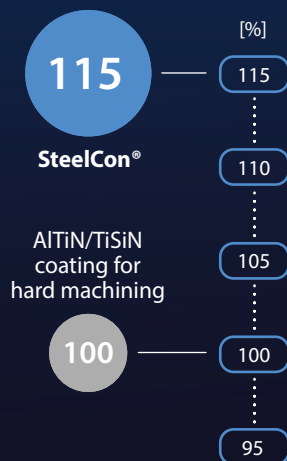 [%]
115
115
SteelCon®
110
AlTiN/TiSiN
coating for
hard machining
105
100
100
95